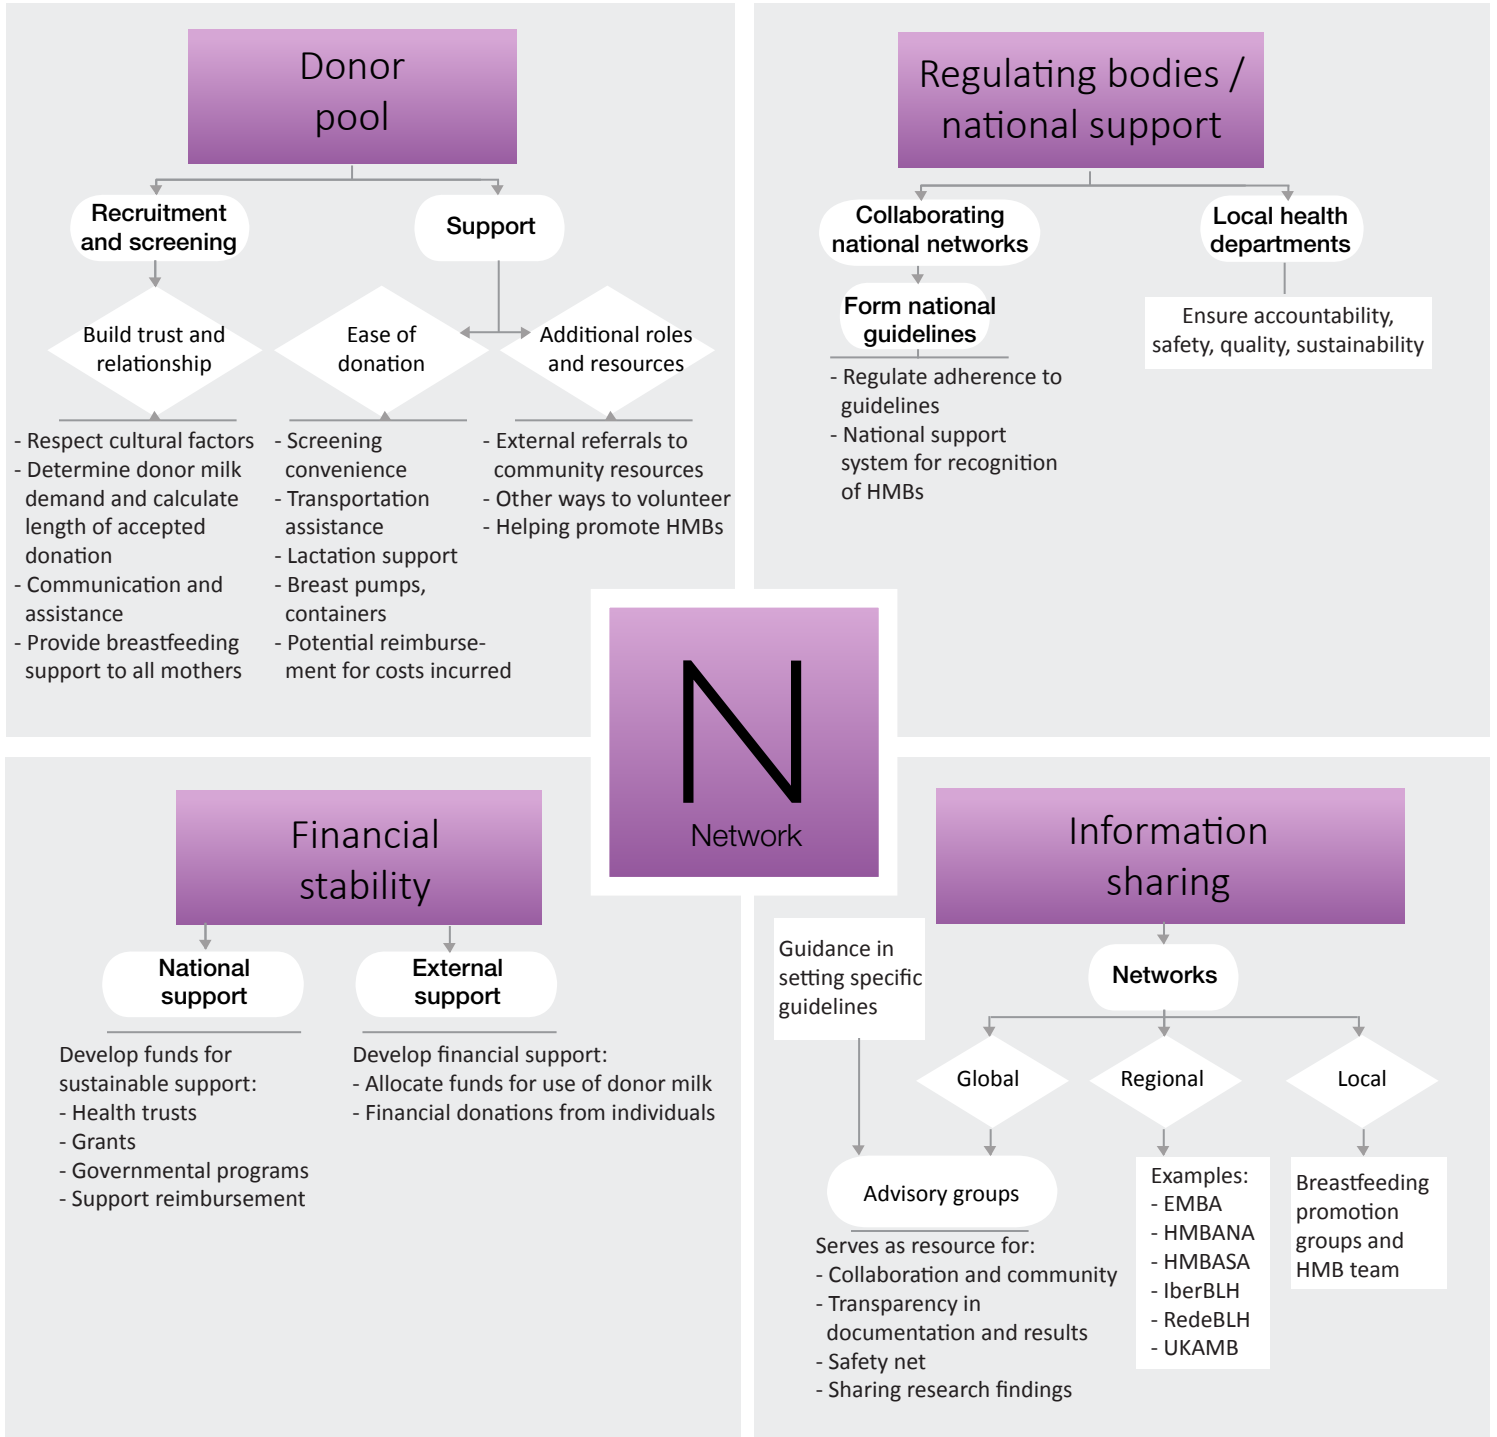 Donor
pool
Recruitment
and screening
Support
Build trust and
relationship
Ease of
donation
Additional roles
and resources
- Respect cultural factors
- Determine donor milk
demand and calculate
length of accepted
donation
- Communication and
assistance
- Provide breastfeeding
support to all mothers
- Screening
convenience
- Transportation
assistance
- Lactation support
- Breast pumps,
containers
- Potential reimburse-
ment for costs incurred
- External referrals to
community resources
- Other ways to volunteer
- Helping promote HMBs
Regulating bodies /
national support
Collaborating
national networks
Local health
departments
Form national
guidelines
Ensure accountability,
safety, quality, sustainability
- Regulate adherence to
guidelines
- National support
system for recognition
of HMBs
N
Network
Financial
stability
National
support
External
support
Develop funds for
sustainable support:
- Health trusts
- Grants
- Governmental programs
- Support reimbursement
Develop financial support:
- Allocate funds for use of donor milk
- Financial donations from individuals
Information
sharing
Guidance in
setting specific
guidelines
Networks
Global
Regional
Local
Advisory groups
Serves as resource for:
- Collaboration and community
- Transparency in
documentation and results
- Safety net
- Sharing research findings
Examples:
- EMBA
- HMBANA
- HMBASA
- IberBLH
- RedeBLH
- UKAMB
Breastfeeding
promotion
groups and
HMB team